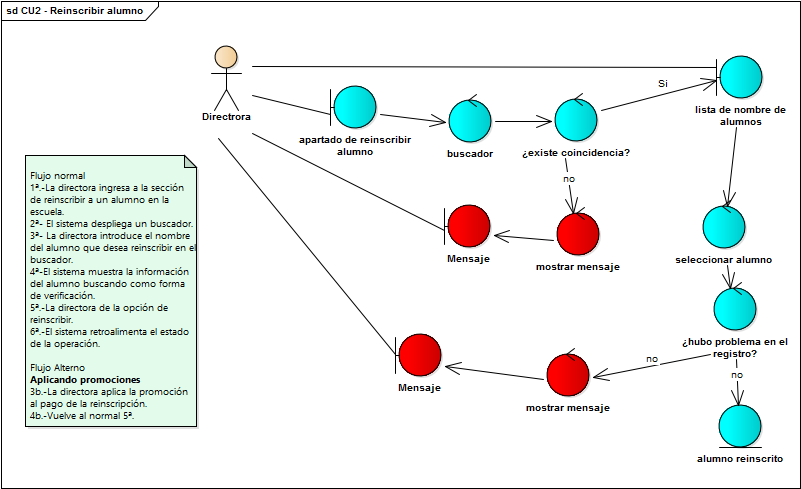 sd CU2 - Reinscribir alumno
Directrora
apartado de reinscribir
alumno
buscador
¿existe coincidencia?
Si
lista de nombre de
alumnos
no
Mensaje
mostrar mensaje
seleccionar alumno
¿hubo problema en el
registro?
no
no
Mensaje
mostrar mensaje
alumno reinscrito
Flujo normal
1ª.-La directora ingresa a la sección
de reinscribir a un alumno en la
escuela.
2ª- El sistema despliega un buscador.
3ª- La directora introduce el nombre
del alumno que desea reinscribir en el
buscador.
4ª-El sistema muestra la información
del alumno buscando como forma
de verificación.
5ª.-La directora de la opción de
reinscribir.
6ª.-El sistema retroalimenta el estado
de la operación.
Flujo Alterno
Aplicando promociones
3b.-La directora aplica la promoción
al pago de la reinscripción.
4b.-Vuelve al normal 5ª.